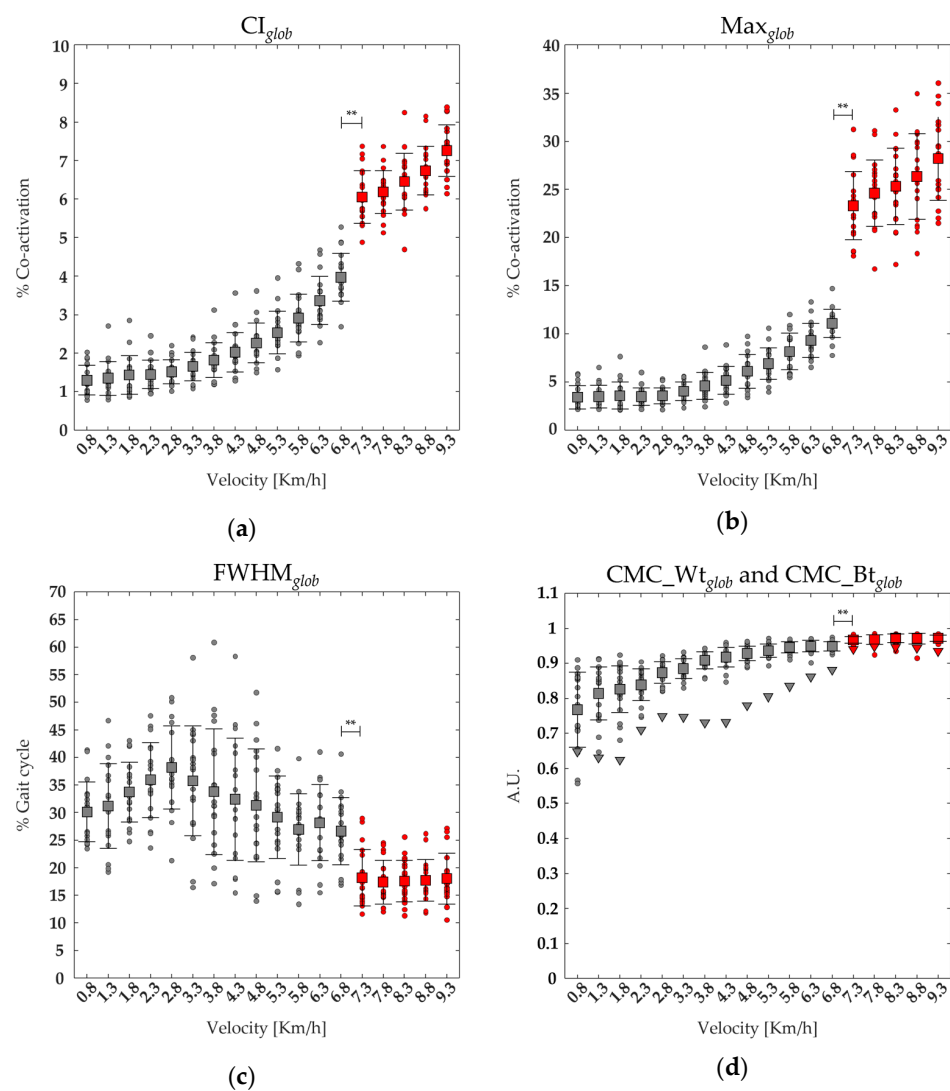 CI_glob
% Co-activation
10
9
8
7
6
5
4
3
2
1
0
**
0.8 1.3 1.8 2.3 2.8 3.3 3.8 4.3 4.8 5.3 5.8 6.3 6.8 7.3 7.8 8.3 8.8 9.3
Velocity [Km/h]
(a)
Max_glob
% Co-activation
40
35
30
25
20
15
10
5
0
**
0.8 1.3 1.8 2.3 2.8 3.3 3.8 4.3 4.8 5.3 5.8 6.3 6.8 7.3 7.8 8.3 8.8 9.3
Velocity [Km/h]
(b)
FWHM_glob
% Gait cycle
70
65
60
55
50
45
40
35
30
25
20
15
10
5
0
**
0.8 1.3 1.8 2.3 2.8 3.3 3.8 4.3 4.8 5.3 5.8 6.3 6.8 7.3 7.8 8.3 8.8 9.3
Velocity [Km/h]
(c)
CMC_Wt_glob and CMC_Bt_glob
A.U.
1.1
1
0.9
0.8
0.7
0.6
0.5
0.4
0.3
0.2
0.1
0
**
0.8 1.3 1.8 2.3 2.8 3.3 3.8 4.3 4.8 5.3 5.8 6.3 6.8 7.3 7.8 8.3 8.8 9.3
Velocity [Km/h]
(d)